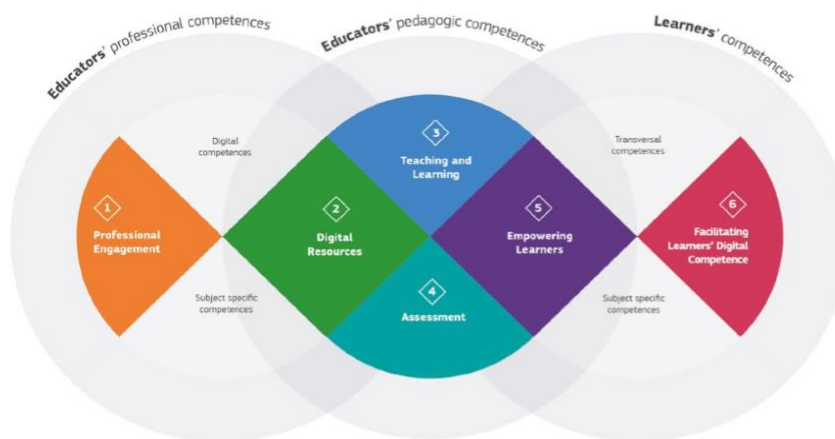 Educators' professional competences
Educators' pedagogic competences
Learners' competences
Digital
competences
Transversal
competences
3
Teaching and
Learning
1
Professional
Engagement
2
Digital
Resources
5
Empowering
Learners
6
Facilitating
Learners' Digital
Competence
4
Assessment
Subject specific
competences
Subject specific
competences